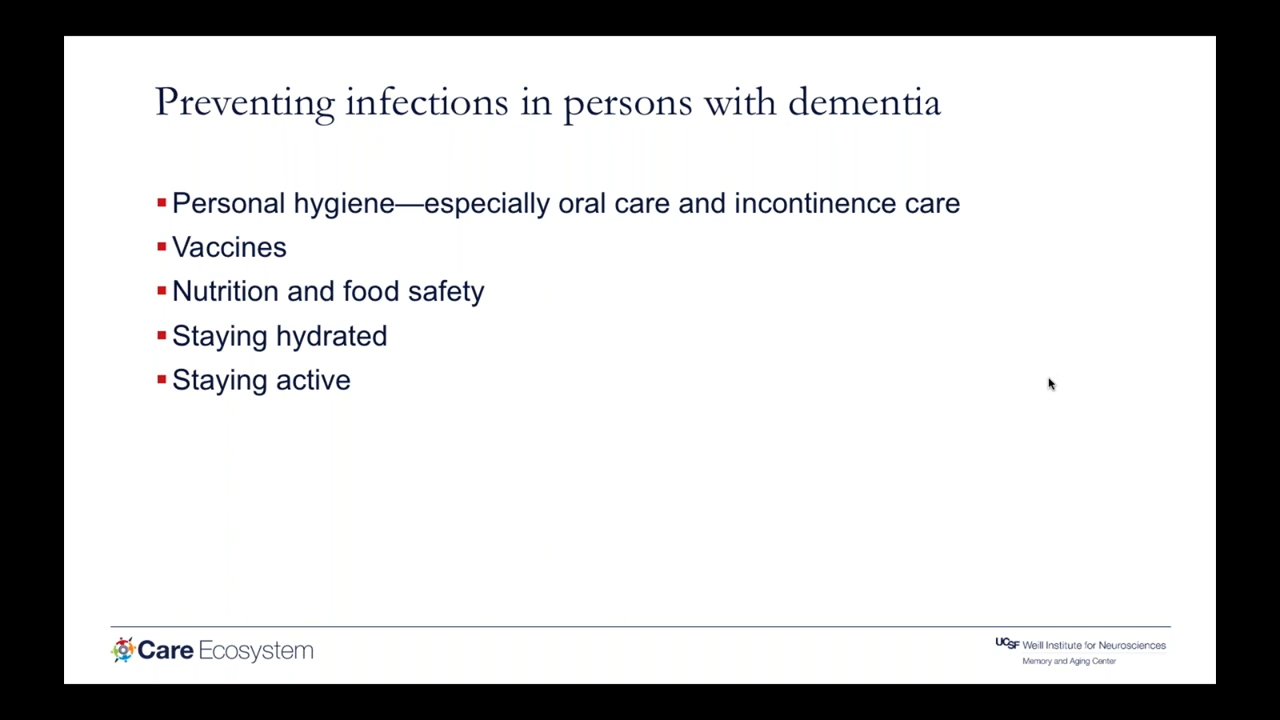 Preventing infections in persons with dementia
▪Personal hygiene—especially oral care and incontinence care
▪Vaccines
▪Nutrition and food safety
▪Staying hydrated
▪Staying active
Care Ecosystem
UCSF Weill Institute for Neurosciences
Memory and Aging Center